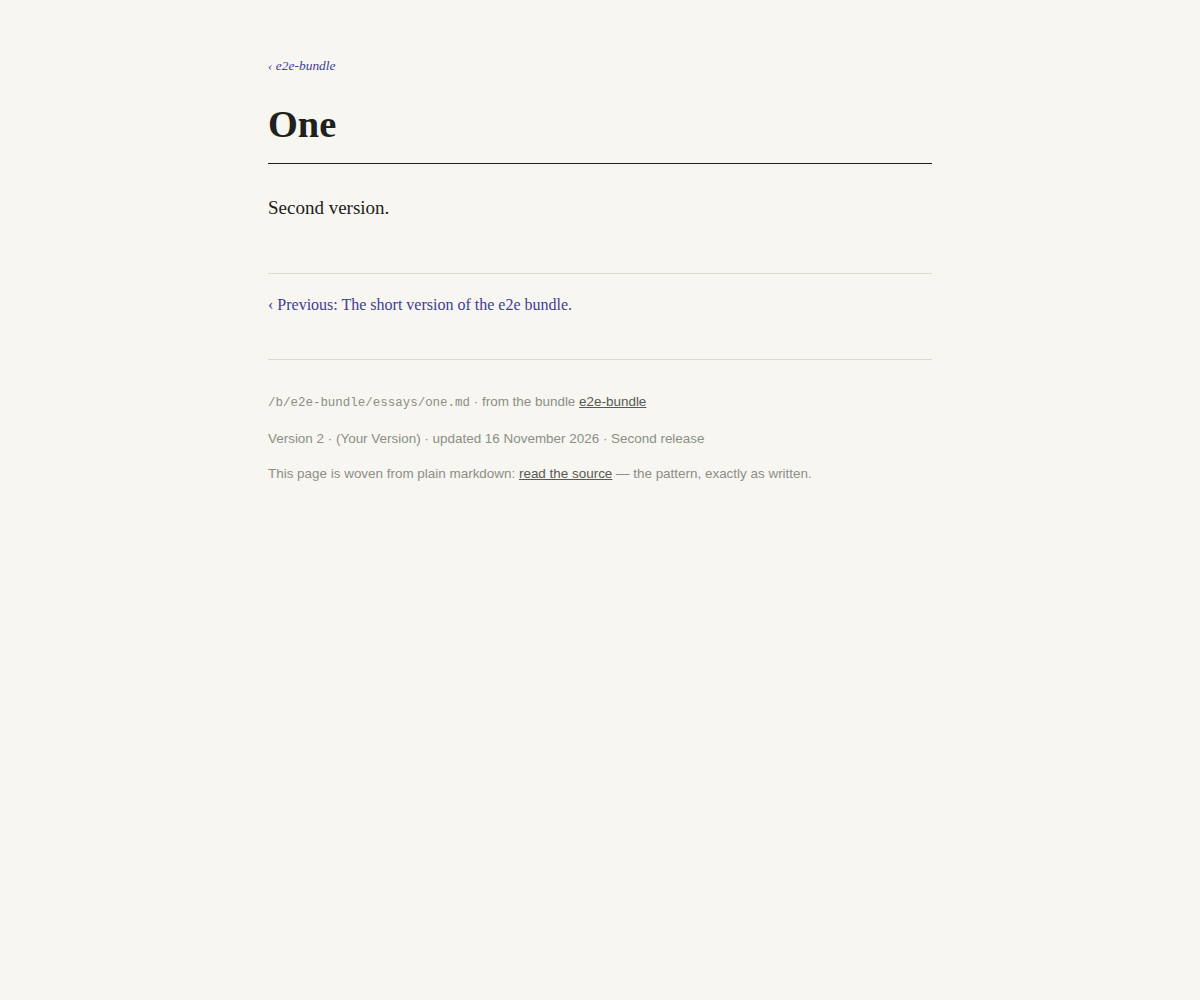 ‹ e2e-bundle
One
Second version.
‹ Previous: The short version of the e2e bundle.
/b/e2e-bundle/essays/one.md · from the bundle e2e-bundle
Version 2 · (Your Version) · updated 16 November 2026 · Second release
This page is woven from plain markdown: read the source — the pattern, exactly as written.